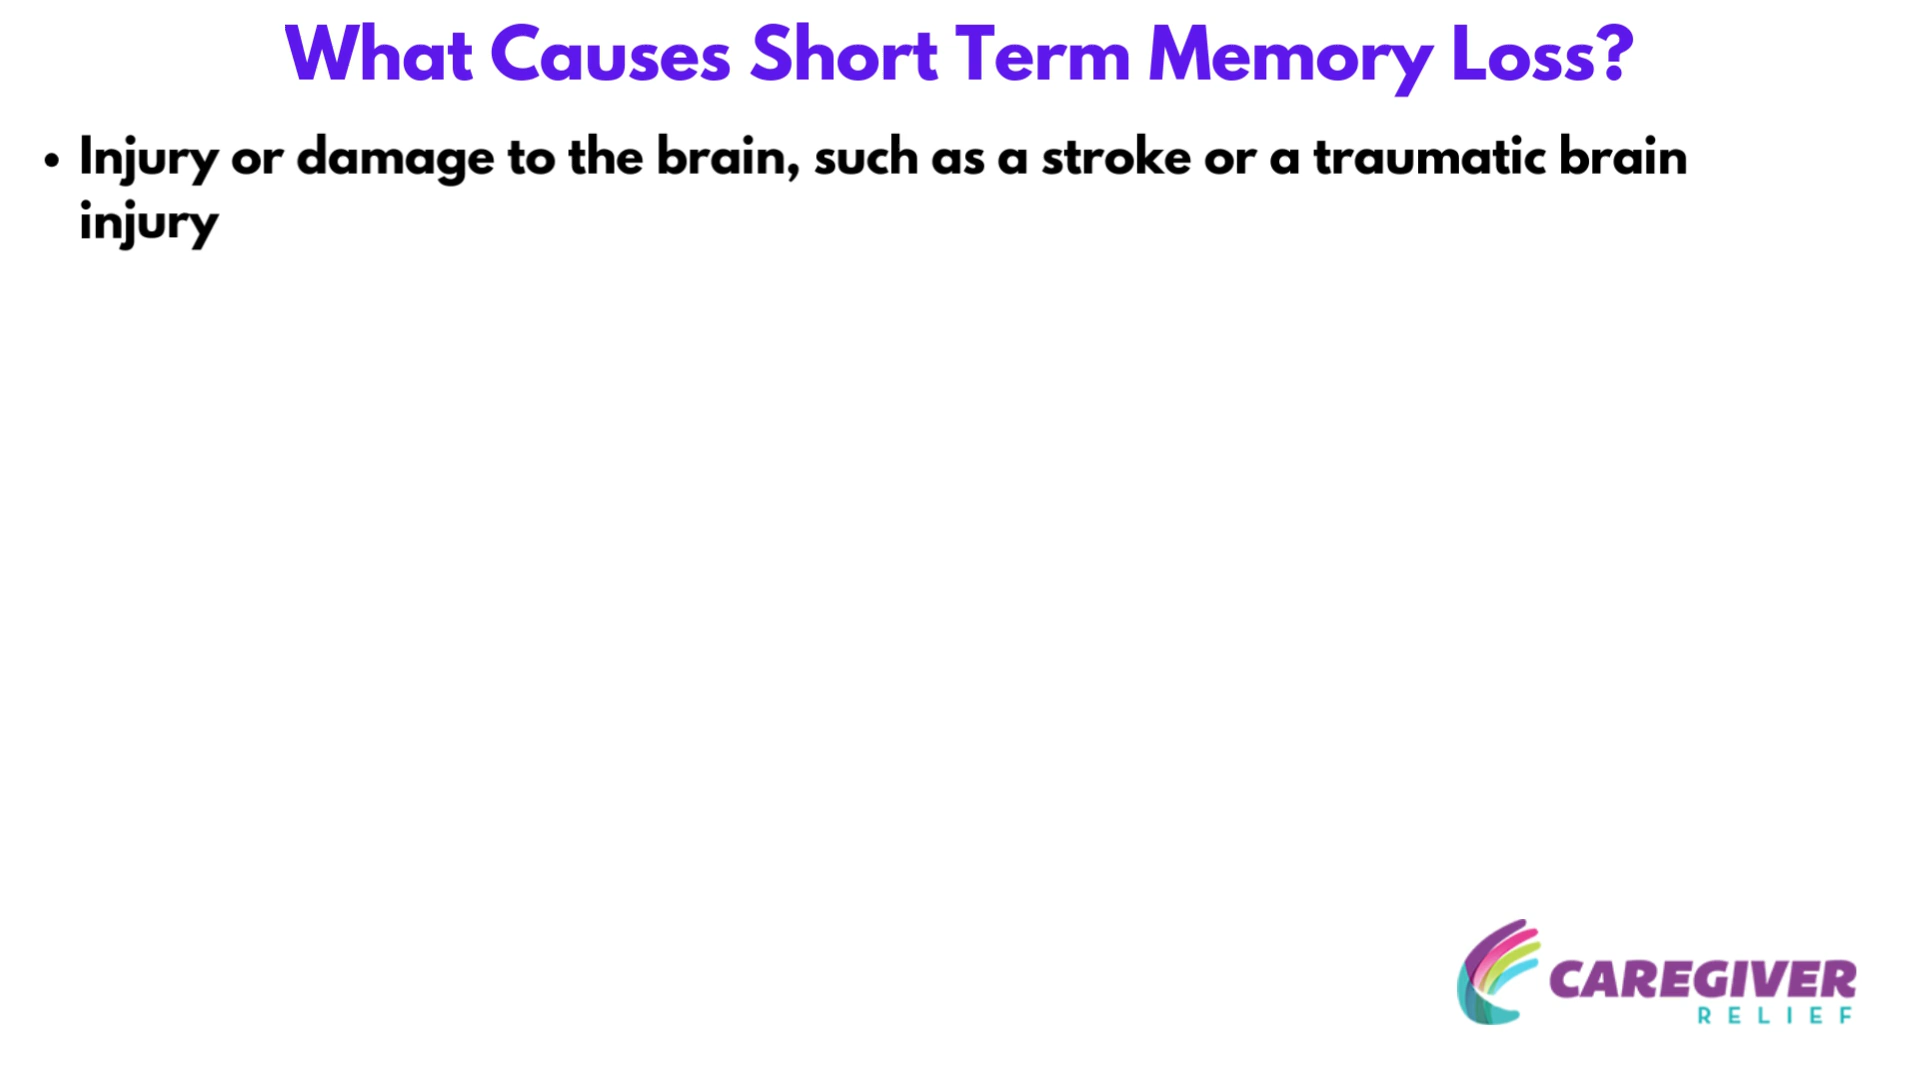 What Causes Short Term Memory Loss?
• Injury or damage to the brain, such as a stroke or a traumatic brain
injury
CAREGIVER
RELIEF